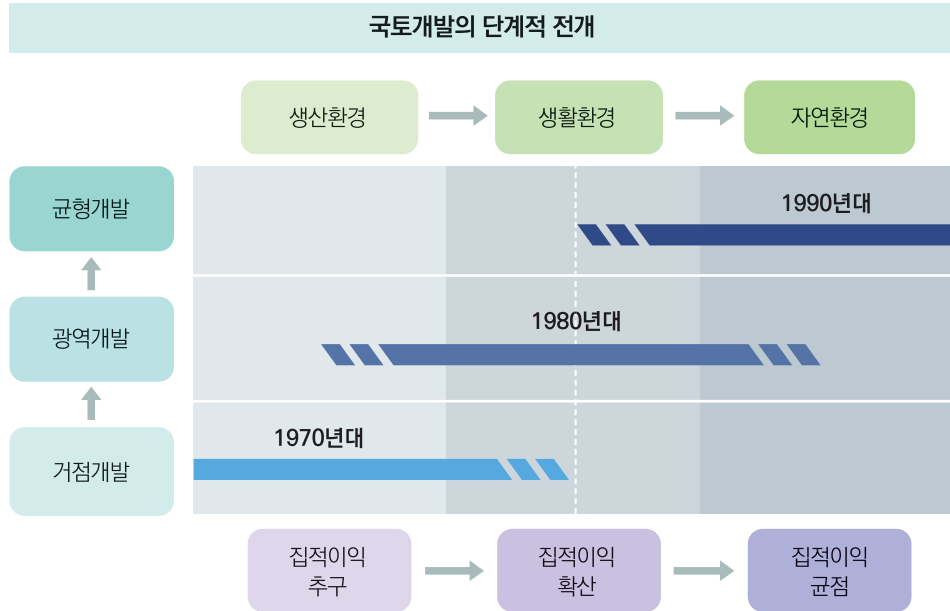 국토개발의 단계적 전개
생산환경
생활환경
자연환경
균형개발
1990년대
광역개발
1980년대
거점개발
1970년대
집적이익
추구
집적이익
확산
집적이익
균점